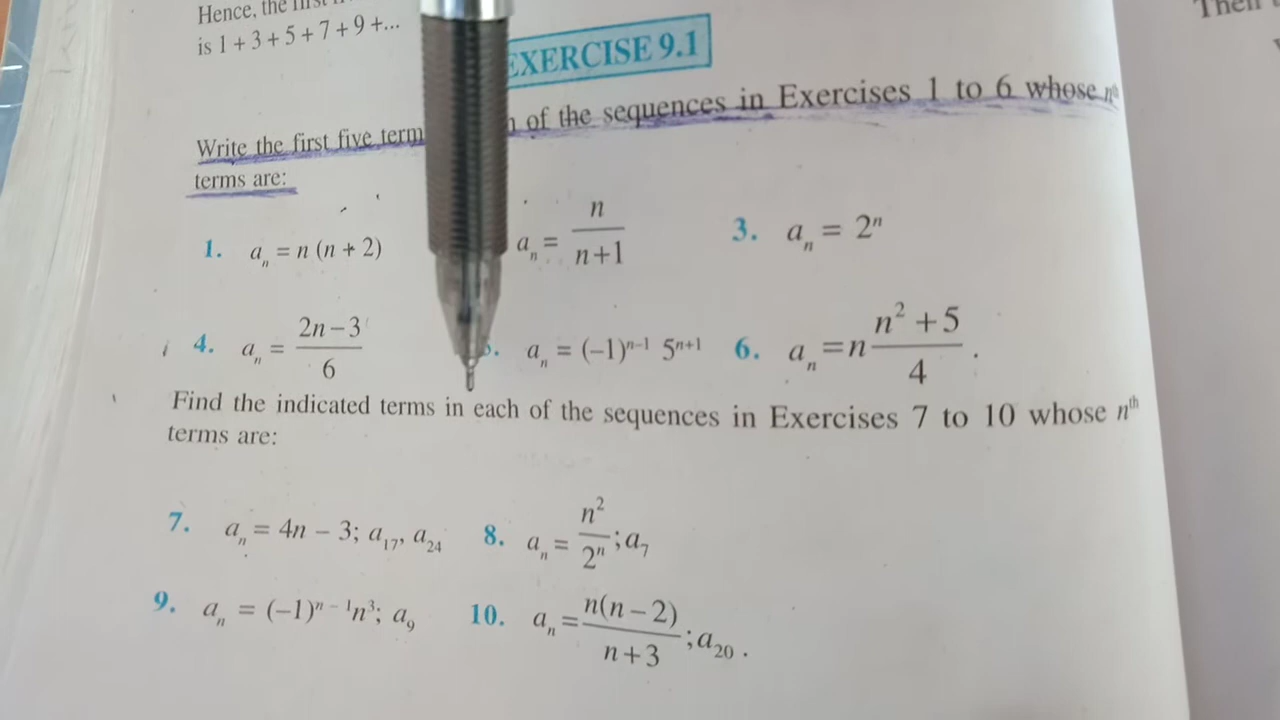 Hence, the first
is 1 + 3 + 5 + 7 + 9 +...
EXERCISE 9.1
Write the first five term of the sequences in Exercises 1 to 6 whose nth
terms are:
1. aₙ = n (n + 2) aₙ = n/(n+1) 3. aₙ = 2ⁿ
4. aₙ = (2n – 3)/6 5. aₙ = (–1)ⁿ⁻¹ 5ⁿ⁺¹ 6. aₙ = n (n² + 5)/4 .
Find the indicated terms in each of the sequences in Exercises 7 to 10 whose nᵗʰ
terms are:
7. aₙ = 4n – 3; a₁₇, a₂₄ 8. aₙ = n²/2ⁿ ; a₇
9. aₙ = (–1)ⁿ⁻¹n³; a₉ 10. aₙ = n(n – 2)/(n + 3) ; a₂₀ .